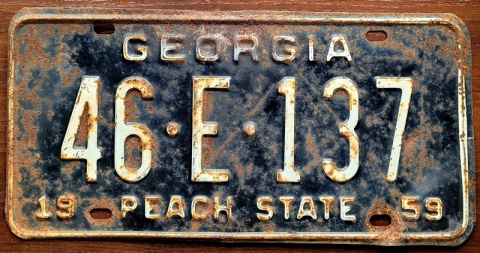 GEORGIA
46·E·137
19 PEACH STATE 59